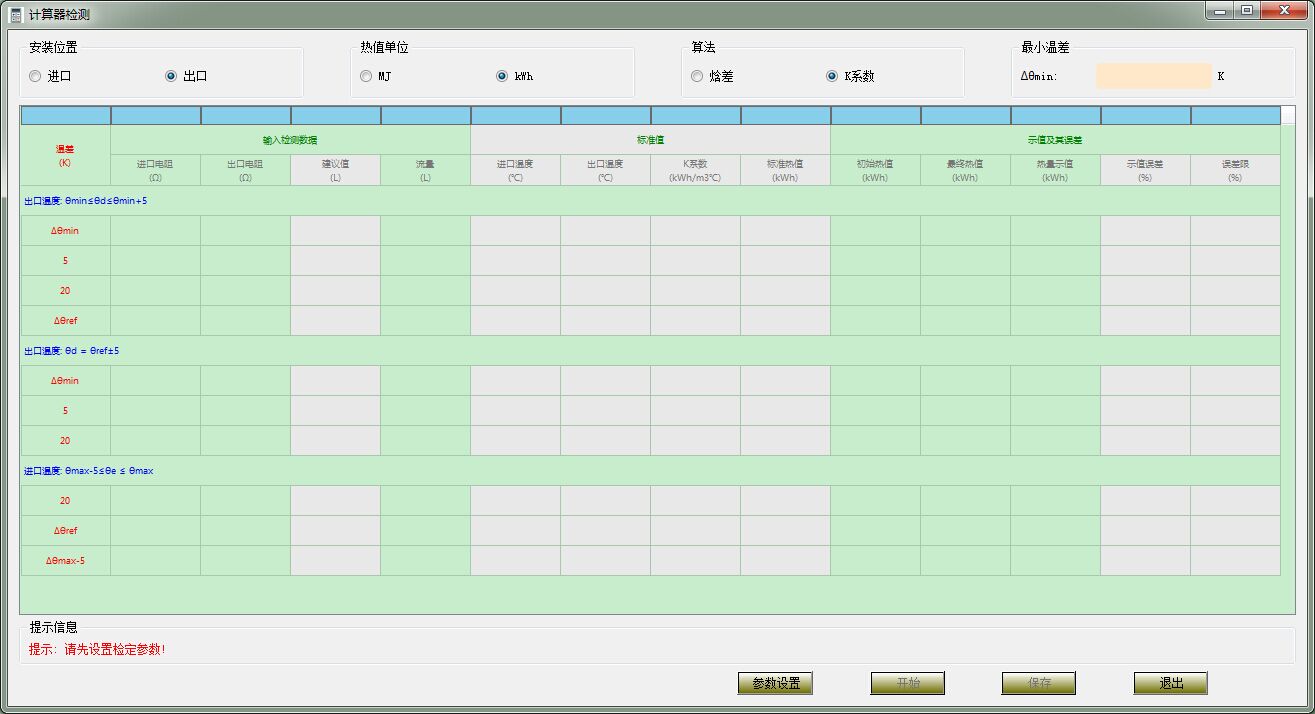 计算器检测
安装位置 热值单位 算法 最小温差
进口 出口 MJ kWh 焓差 K系数 Δθmin: K
温差 输入检测数据 标准值 示值及其误差
(K) 进口电阻 出口电阻 建议值 流量 进口温度 出口温度 K系数 标准热值 初始热值 最终热值 热量示值 示值误差 误差限
(Ω) (Ω) (L) (L) (℃) (℃) (kWh/m3℃) (kWh) (kWh) (kWh) (kWh) (%) (%)
出口温度: θmin≤θd≤θmin+5
Δθmin
5
20
Δθref
出口温度: θd = θref±5
Δθmin
5
20
进口温度: θmax-5≤θe ≤ θmax
20
Δθref
Δθmax-5
提示信息
提示: 请先设置检定参数!
参数设置 开始 保存 退出